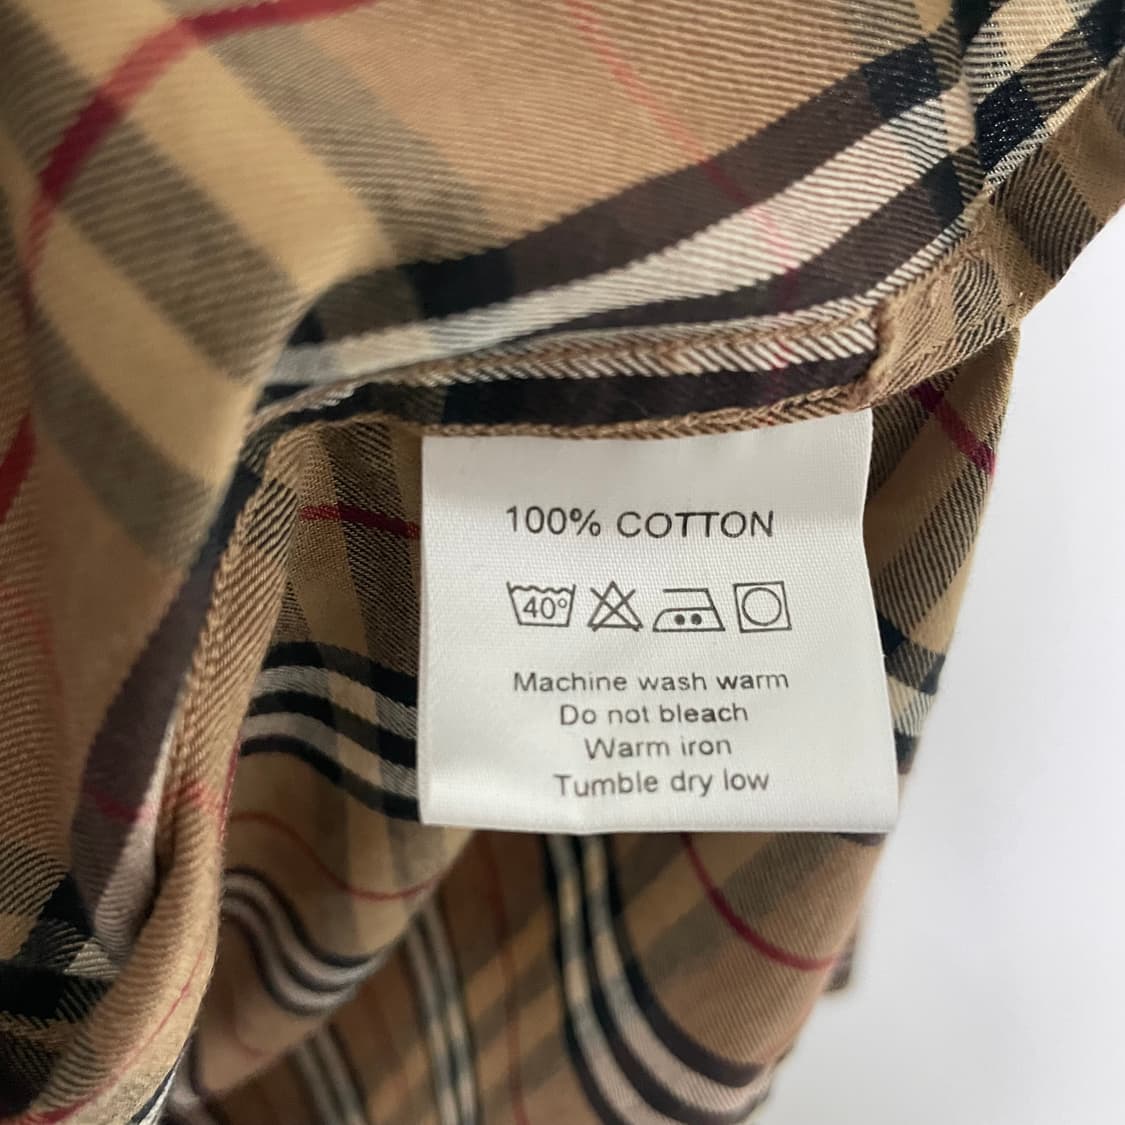 100% COTTON
40°
Machine wash warm
Do not bleach
Warm iron
Tumble dry low